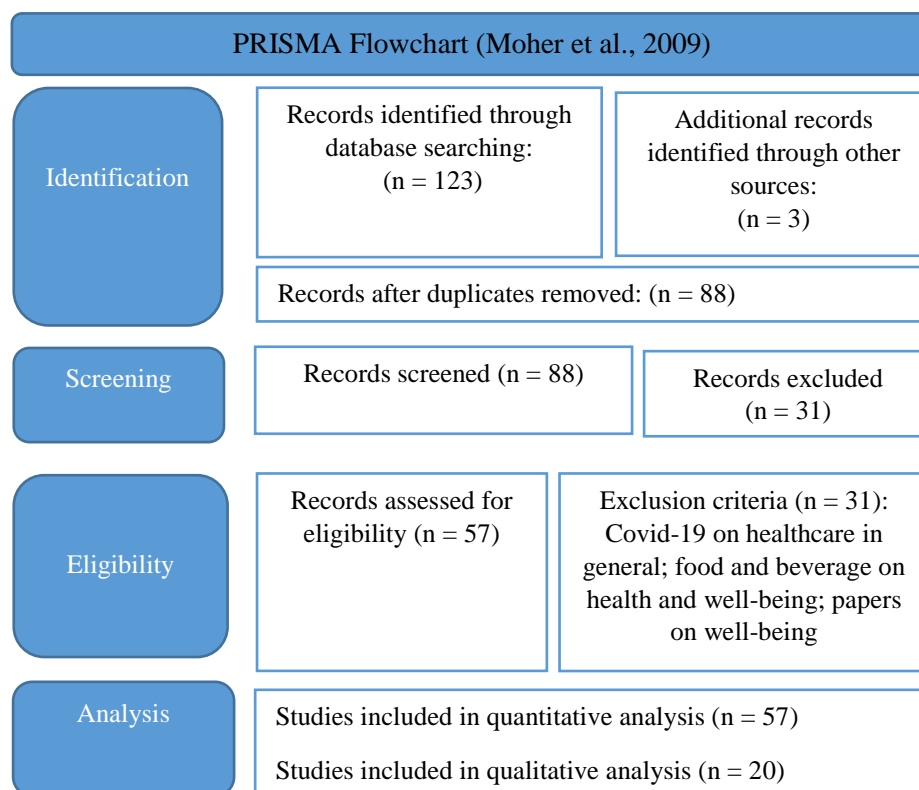 PRISMA Flowchart (Moher et al., 2009)
Identification
Records identified through
database searching:
(n = 123)
Additional records
identified through other
sources:
(n = 3)
Records after duplicates removed: (n = 88)
Screening
Records screened (n = 88)
Records excluded
(n = 31)
Eligibility
Records assessed for
eligibility (n = 57)
Exclusion criteria (n = 31):
Covid-19 on healthcare in
general; food and beverage on
health and well-being; papers
on well-being
Analysis
Studies included in quantitative analysis (n = 57)
Studies included in qualitative analysis (n = 20)